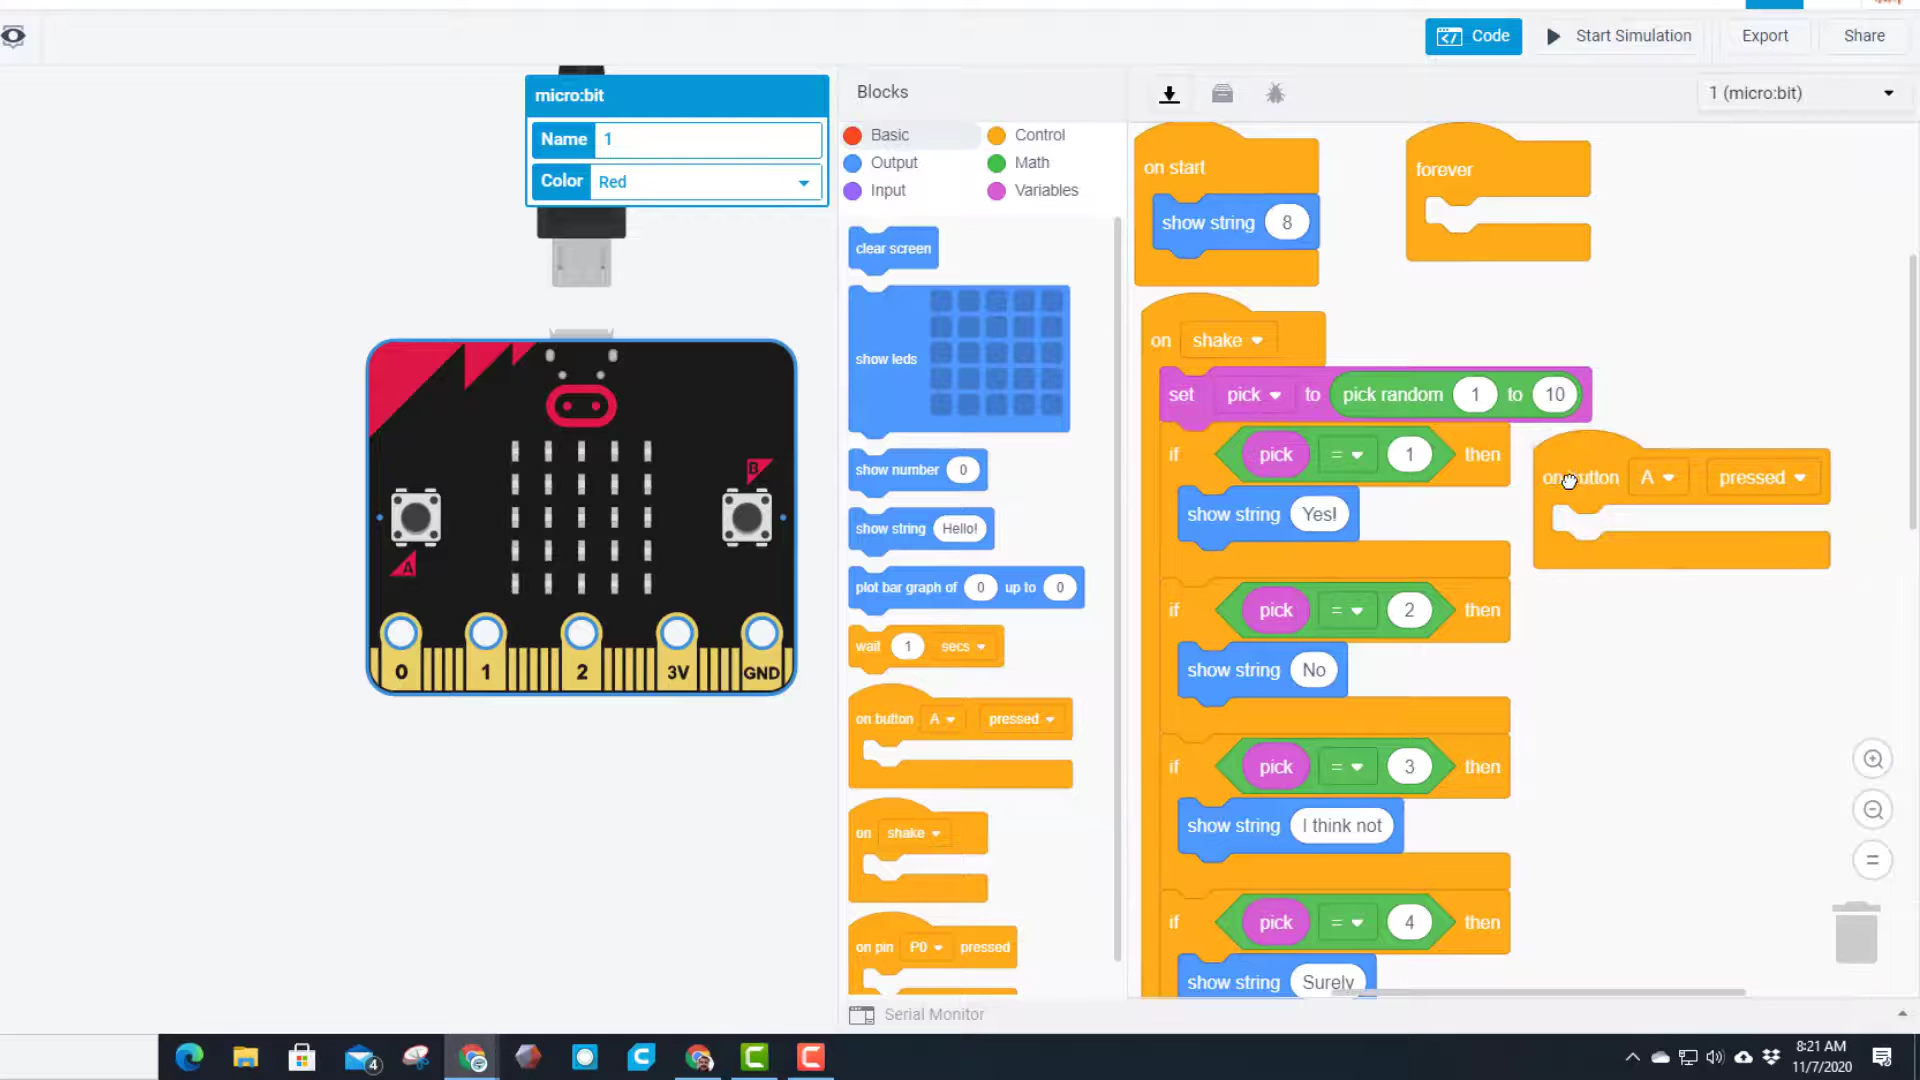 Code
Start Simulation
Export
Share
micro:bit
Name 1
Color Red
B
A
0 1 2 3V GND
Blocks
Basic
Control
Output
Math
Input
Variables
clear screen
show leds
show number 0
show string Hello!
plot bar graph of 0 up to 0
wait 1 secs
on button A pressed
on shake
on pin P0 pressed
Serial Monitor
1 (micro:bit)
on start
show string 8
forever
on shake
set pick to pick random 1 to 10
if pick = 1 then
show string Yes!
if pick = 2 then
show string No
if pick = 3 then
show string I think not
if pick = 4 then
show string Surely
on button A pressed
4
8:21 AM
11/7/2020